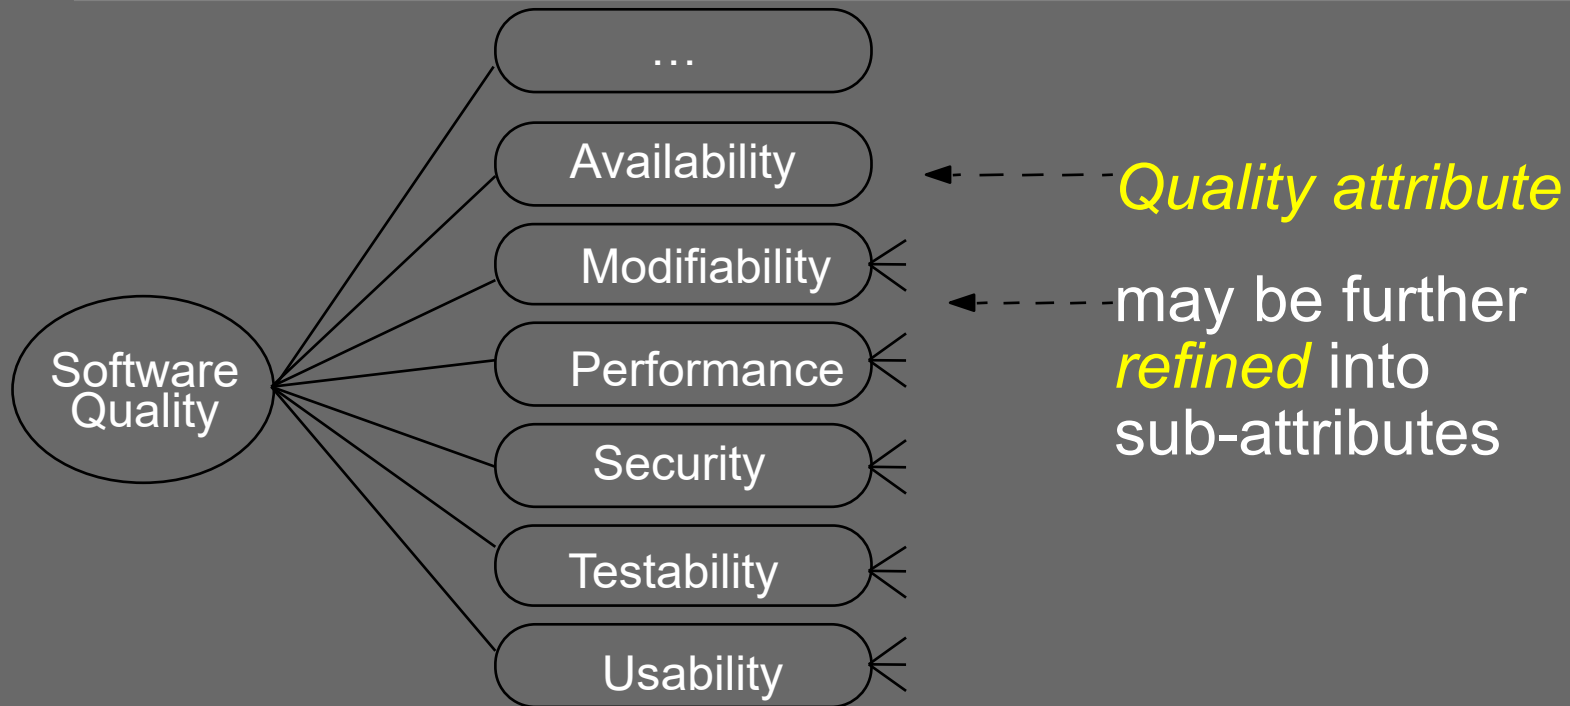 …
Availability
Modifiability
Performance
Security
Testability
Usability
Software
Quality
Quality attribute
may be further
refined into
sub-attributes